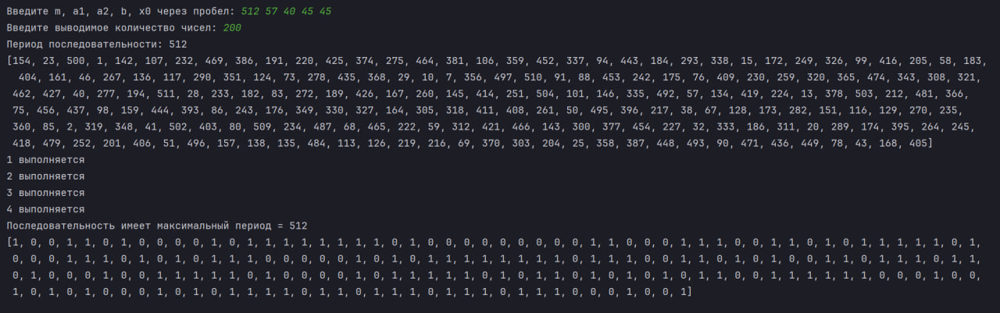 Введите m, a1, a2, b, x0 через пробел: 512 57 40 45 45
Введите выводимое количество чисел: 200
Период последовательности: 512
[154, 23, 500, 1, 142, 107, 232, 469, 386, 191, 220, 425, 374, 275, 464, 381, 106, 359, 452, 337, 94, 443, 184, 293, 338, 15, 172, 249, 326, 99, 416, 205, 58, 183,
404, 161, 46, 267, 136, 117, 290, 351, 124, 73, 278, 435, 368, 29, 10, 7, 356, 497, 510, 91, 88, 453, 242, 175, 76, 409, 230, 259, 320, 365, 474, 343, 308, 321,
462, 427, 40, 277, 194, 511, 28, 233, 182, 83, 272, 189, 426, 167, 260, 145, 414, 251, 504, 101, 146, 335, 492, 57, 134, 419, 224, 13, 378, 503, 212, 481, 366,
75, 456, 437, 98, 159, 444, 393, 86, 243, 176, 349, 330, 327, 164, 305, 318, 411, 408, 261, 50, 495, 396, 217, 38, 67, 128, 173, 282, 151, 116, 129, 270, 235,
360, 85, 2, 319, 348, 41, 502, 403, 80, 509, 234, 487, 68, 465, 222, 59, 312, 421, 466, 143, 300, 377, 454, 227, 32, 333, 186, 311, 20, 289, 174, 395, 264, 245,
418, 479, 252, 201, 406, 51, 496, 157, 138, 135, 484, 113, 126, 219, 216, 69, 370, 303, 204, 25, 358, 387, 448, 493, 90, 471, 436, 449, 78, 43, 168, 405]
1 выполняется
2 выполняется
3 выполняется
4 выполняется
Последовательность имеет максимальный период = 512
[1, 0, 0, 1, 1, 0, 1, 0, 0, 0, 0, 1, 0, 1, 1, 1, 1, 1, 1, 1, 1, 0, 1, 0, 0, 0, 0, 0, 0, 0, 0, 0, 1, 1, 0, 0, 0, 1, 1, 1, 0, 0, 1, 1, 0, 1, 0, 1, 1, 1, 1, 1, 0, 1,
0, 0, 0, 1, 1, 1, 0, 1, 0, 1, 0, 1, 1, 1, 0, 0, 0, 0, 0, 1, 0, 1, 0, 1, 1, 1, 1, 1, 1, 1, 1, 0, 1, 1, 1, 1, 0, 0, 1, 1, 0, 1, 0, 1, 0, 0, 1, 1, 0, 1, 1, 1, 0, 1, 1,
0, 1, 0, 0, 0, 1, 0, 0, 1, 1, 1, 1, 1, 0, 1, 0, 0, 0, 0, 1, 0, 1, 1, 1, 1, 1, 0, 1, 0, 1, 1, 0, 1, 0, 1, 0, 1, 0, 1, 1, 0, 0, 1, 1, 1, 1, 1, 1, 0, 0, 0, 1, 0, 0,
1, 0, 1, 0, 1, 0, 0, 0, 1, 0, 1, 0, 1, 1, 1, 1, 0, 1, 1, 0, 1, 1, 1, 0, 1, 1, 1, 0, 1, 1, 1, 0, 0, 0, 1, 0, 0, 1]